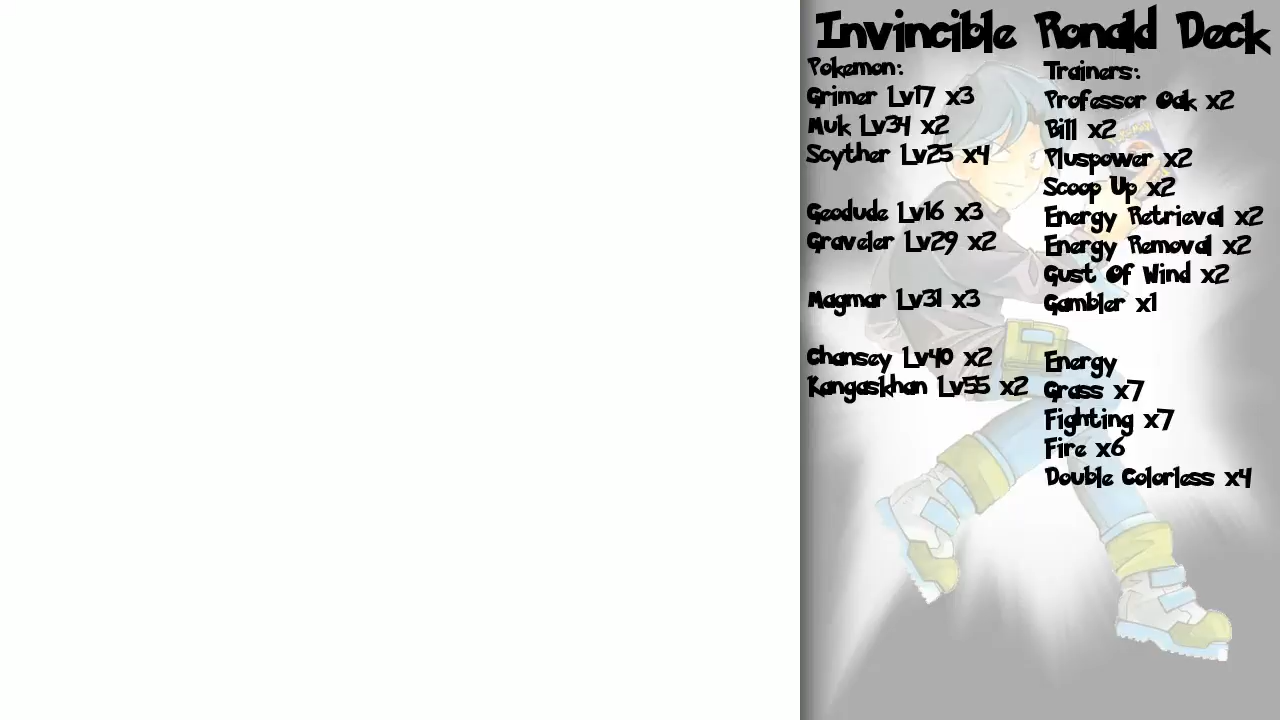 Invincible Ronald Deck
Pokemon:
Grimer Lv17 x3
Muk Lv34 x2
Scyther Lv25 x4
Geodude Lv16 x3
Graveler Lv29 x2
Magmar Lv31 x3
Chansey Lv40 x2
Kangaskhan Lv55 x2
Trainers:
Professor Oak x2
Bill x2
Pluspower x2
Scoop Up x2
Energy Retrieval x2
Energy Removal x2
Gust Of Wind x2
Gambler x1
Energy
Grass x7
Fighting x7
Fire x6
Double Colorless x4